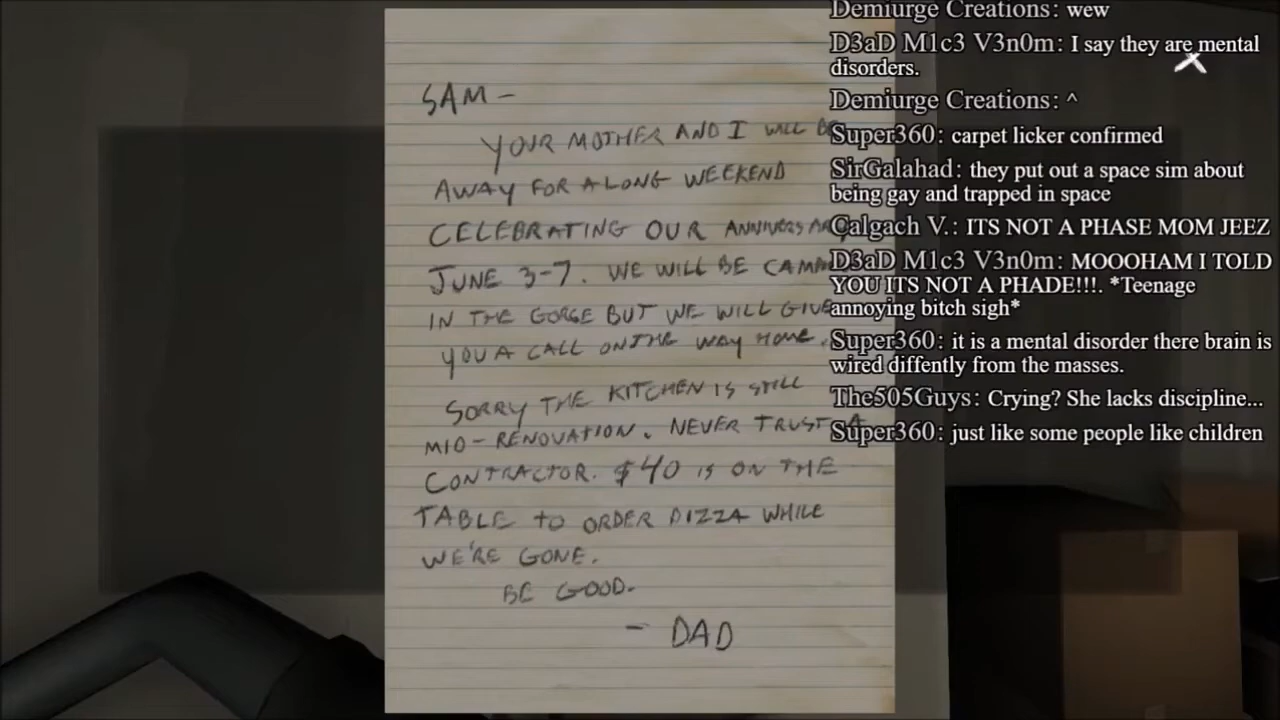 SAM -
YOUR MOTHER AND I WILL BE
AWAY FOR A LONG WEEKEND
CELEBRATING OUR ANNIVERSARY
JUNE 3-7. WE WILL BE
IN THE GORGE BUT WE WILL GIVE
YOU A CALL ON THE WAY HOME.
SORRY THE KITCHEN IS STILL
MID-RENOVATION. NEVER TRUST A
CONTRACTOR. $40 IS ON THE
TABLE TO ORDER PIZZA WHILE
WE'RE GONE.
BE GOOD.
- DAD
Demiurge Creations: wew
D3aD M1c3 V3n0m: I say they are mental
disorders.
Demiurge Creations: ^
Super360: carpet licker confirmed
SirGalahad: they put out a space sim about
being gay and trapped in space
Calgach V.: ITS NOT A PHASE MOM JEEZ
D3aD M1c3 V3n0m: MOOOHAM I TOLD
YOU ITS NOT A PHADE!!!. *Teenage
annoying bitch sigh*
Super360: it is a mental disorder there brain is
wired diffently from the masses.
The505Guys: Crying? She lacks discipline...
Super360: just like some people like children